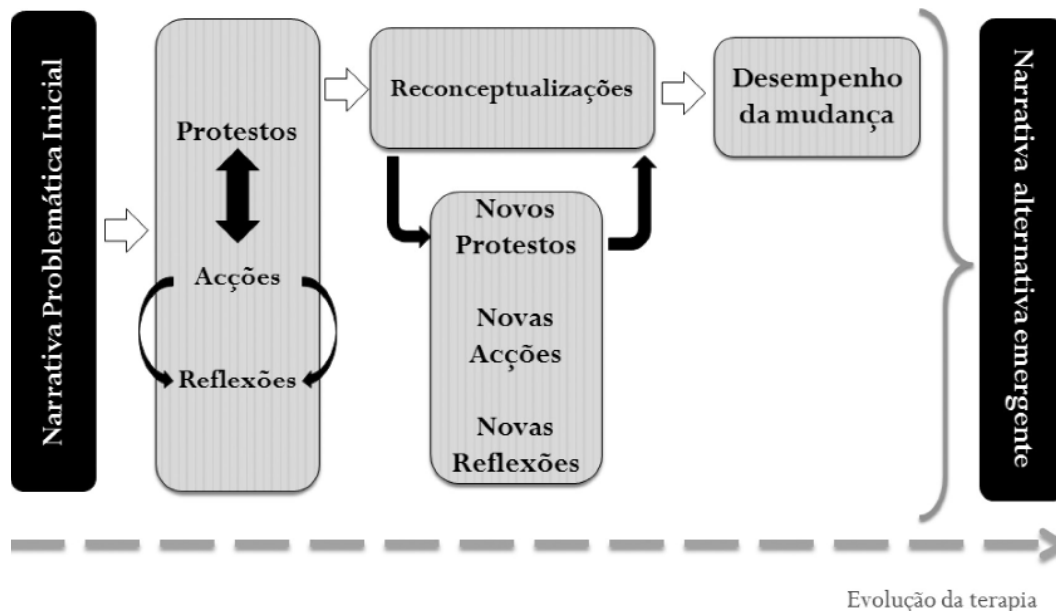 Narrativa Problemática Inicial
Protestos
Acções
Reflexões
Reconceptualizações
Novos
Protestos
Novas
Acções
Novas
Reflexões
Desempenho
da mudança
Narrativa alternativa emergente
Evolução da terapia